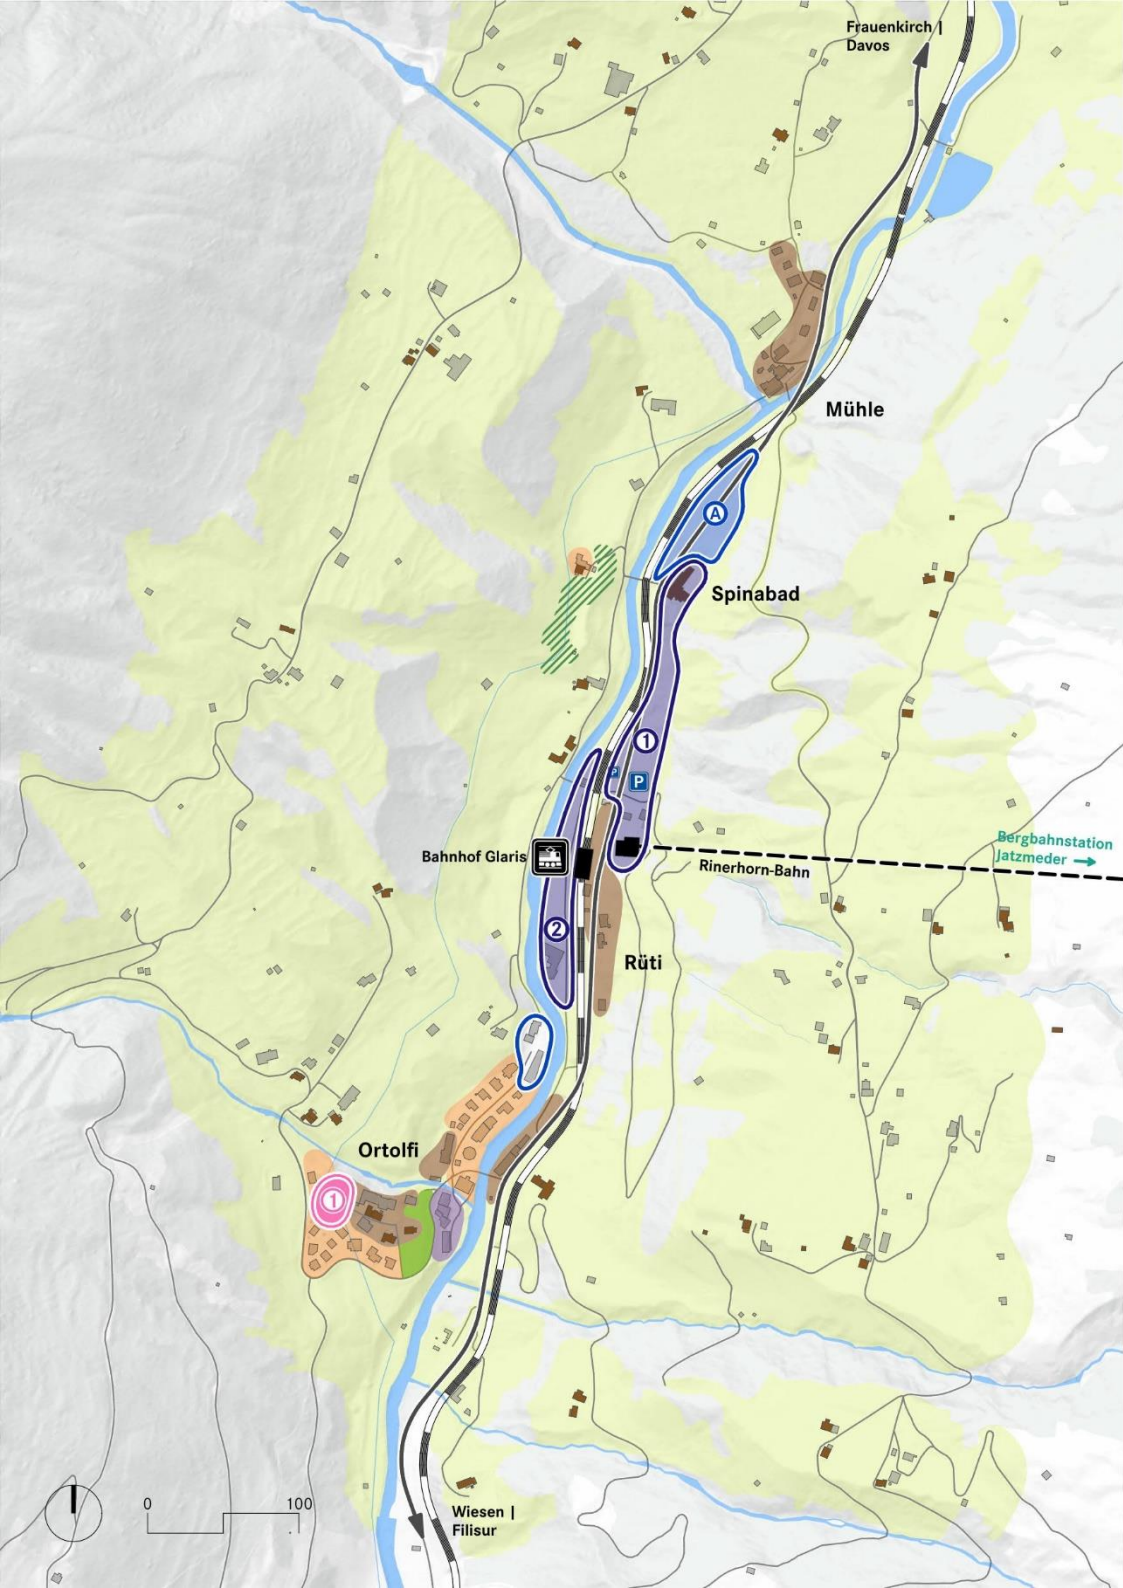 Frauenkirch |
Davos
Mühle
A
Spinabad
1
P
P
Bahnhof Glaris
Bergbahnstation
Jatzmeder →
Rinerhorn-Bahn
2
Rüti
Ortolfi
1
0 100
Wiesen |
Filisur